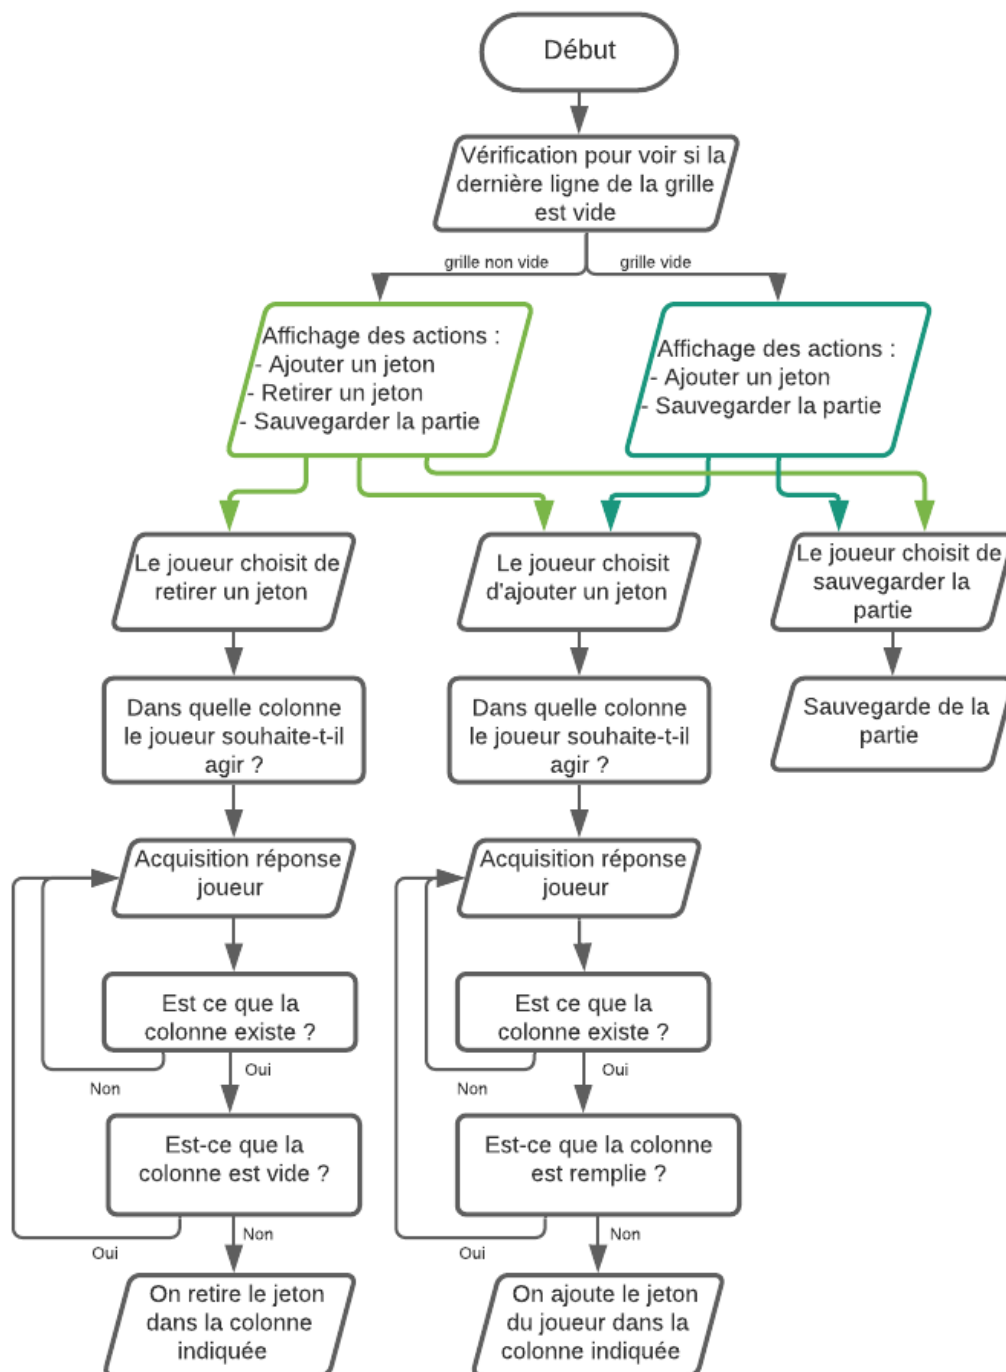 Début
Vérification pour voir si la
dernière ligne de la grille
est vide
grille non vide
grille vide
Affichage des actions :
- Ajouter un jeton
- Retirer un jeton
- Sauvegarder la partie
Affichage des actions :
- Ajouter un jeton
- Sauvegarder la partie
Le joueur choisit de
retirer un jeton
Le joueur choisit
d'ajouter un jeton
Le joueur choisit de
sauvegarder la
partie
Dans quelle colonne
le joueur souhaite-t-il
agir ?
Dans quelle colonne
le joueur souhaite-t-il
agir ?
Sauvegarde de la
partie
Acquisition réponse
joueur
Acquisition réponse
joueur
Est ce que la
colonne existe ?
Est ce que la
colonne existe ?
Non
Oui
Non
Oui
Est-ce que la
colonne est vide ?
Est-ce que la colonne
est remplie ?
Oui
Non
Oui
Non
On retire le jeton
dans la colonne
indiquée
On ajoute le jeton
du joueur dans la
colonne indiquée